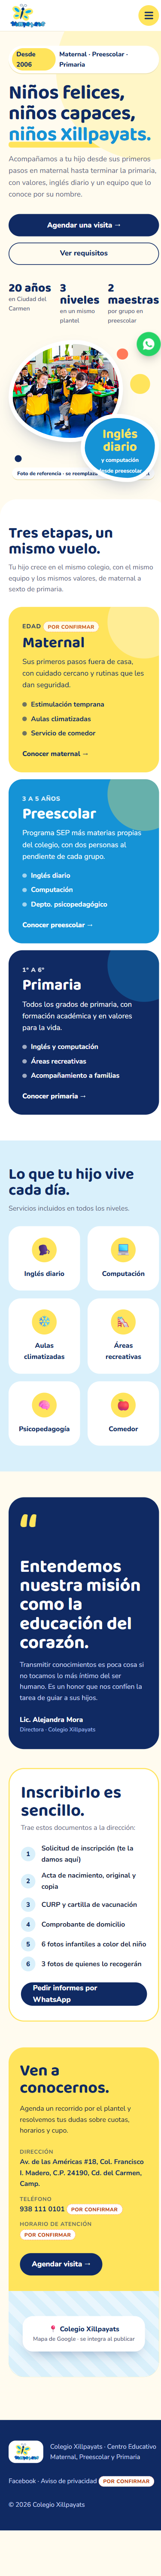 Desde
2006
Maternal · Preescolar ·
Primaria
Niños felices,
niños capaces,
niños Xillpayats.
Acompañamos a tu hijo desde sus primeros
pasos en maternal hasta terminar la primaria,
con valores, inglés diario y un equipo que lo
conoce por su nombre.
Agendar una visita →
Ver requisitos
20 años
en Ciudad del
Carmen
3
niveles
en un mismo
plantel
2
maestras
por grupo en
preescolar
Inglés
diario
y computación
desde preescolar
Foto de referencia · se reemplaza
Tres etapas, un
mismo vuelo.
Tu hijo crece en el mismo colegio, con el mismo
equipo y los mismos valores, de maternal a
sexto de primaria.
EDAD POR CONFIRMAR
Maternal
Sus primeros pasos fuera de casa,
con cuidado cercano y rutinas que les
dan seguridad.
Estimulación temprana
Aulas climatizadas
Servicio de comedor
Conocer maternal →
3 A 5 AÑOS
Preescolar
Programa SEP más materias propias
del colegio, con dos personas al
pendiente de cada grupo.
Inglés diario
Computación
Depto. psicopedagógico
Conocer preescolar →
1° A 6°
Primaria
Todos los grados de primaria, con
formación académica y en valores
para la vida.
Inglés y computación
Áreas recreativas
Acompañamiento a familias
Conocer primaria →
Lo que tu hijo vive
cada día.
Servicios incluidos en todos los niveles.
Inglés diario
Computación
Aulas
climatizadas
Áreas
recreativas
Psicopedagogía
Comedor
“
Entendemos
nuestra misión
como la
educación del
corazón.
Transmitir conocimientos es poca cosa si
no tocamos lo más íntimo del ser
humano. Es un honor que nos confíen la
tarea de guiar a sus hijos.
Lic. Alejandra Mora
Directora · Colegio Xillpayats
Inscribirlo es
sencillo.
Trae estos documentos a la dirección:
1 Solicitud de inscripción (te la
damos aquí)
2 Acta de nacimiento, original y
copia
3 CURP y cartilla de vacunación
4 Comprobante de domicilio
5 6 fotos infantiles a color del niño
6 3 fotos de quienes lo recogerán
Pedir informes por
WhatsApp
Ven a
conocernos.
Agenda un recorrido por el plantel y
resolvemos tus dudas sobre cuotas,
horarios y cupo.
DIRECCIÓN
Av. de las Américas #18, Col. Francisco
I. Madero, C.P. 24190, Cd. del Carmen,
Camp.
TELÉFONO
938 111 0101 POR CONFIRMAR
HORARIO DE ATENCIÓN
POR CONFIRMAR
Agendar visita →
Colegio Xillpayats
Mapa de Google · se integra al publicar
Colegio Xillpayats · Centro Educativo
Maternal, Preescolar y Primaria
Facebook · Aviso de privacidad POR CONFIRMAR
© 2026 Colegio Xillpayats